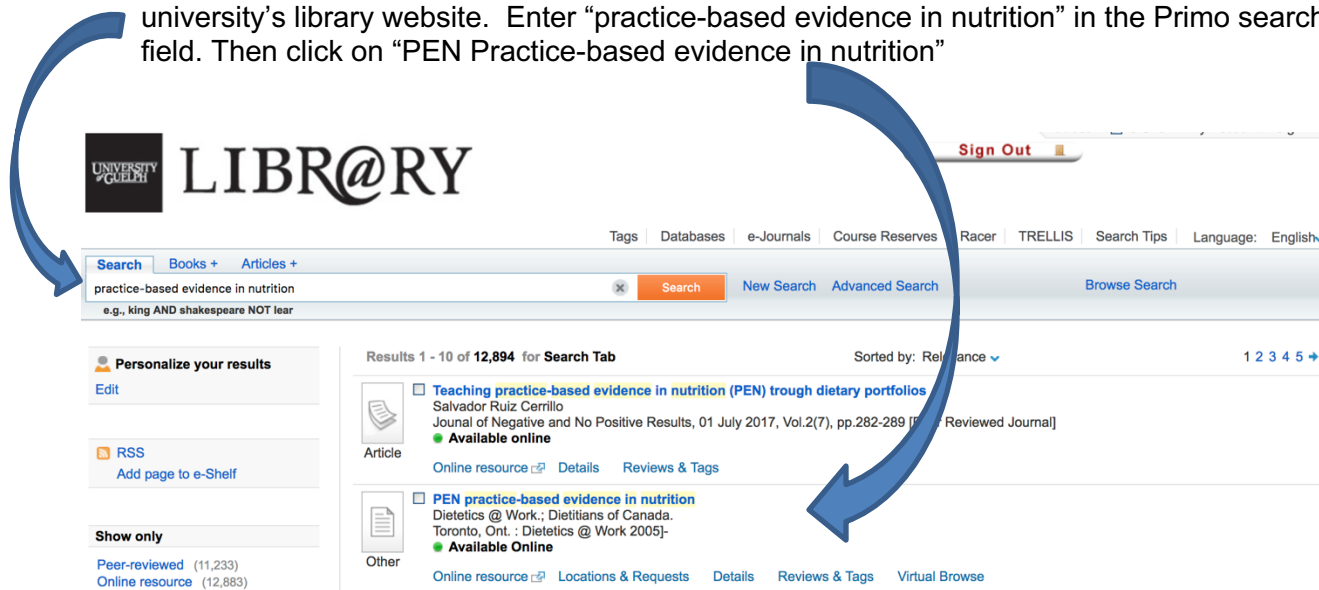 university’s library website.  Enter “practice-based evidence in nutrition” in the Primo search
field. Then click on “PEN Practice-based evidence in nutrition”
Sign Out
UNIVERSITY
of GUELPH
LIBR@RY
Tags Databases e-Journals Course Reserves Racer TRELLIS Search Tips Language: English
Search Books + Articles +
practice-based evidence in nutrition Search New Search Advanced Search Browse Search
e.g., king AND shakespeare NOT lear
Personalize your results
Edit
RSS
Add page to e-Shelf
Show only
Peer-reviewed (11,233)
Online resource (12,883)
Results 1 - 10 of 12,894 for Search Tab Sorted by: 1 2 3 4 5
Teaching practice-based evidence in nutrition (PEN) trough dietary portfolios
Salvador Ruiz Cerrillo
Jounal of Negative and No Positive Results, 01 July 2017, Vol.2(7), pp.282-289 Reviewed Journal]
Available online
Article
Online resource Details Reviews & Tags
PEN practice-based evidence in nutrition
Dietetics @ Work.; Dietitians of Canada.
Toronto, Ont. : Dietetics @ Work 2005]-
Available Online
Other
Online resource Locations & Requests Details Reviews & Tags Virtual Browse